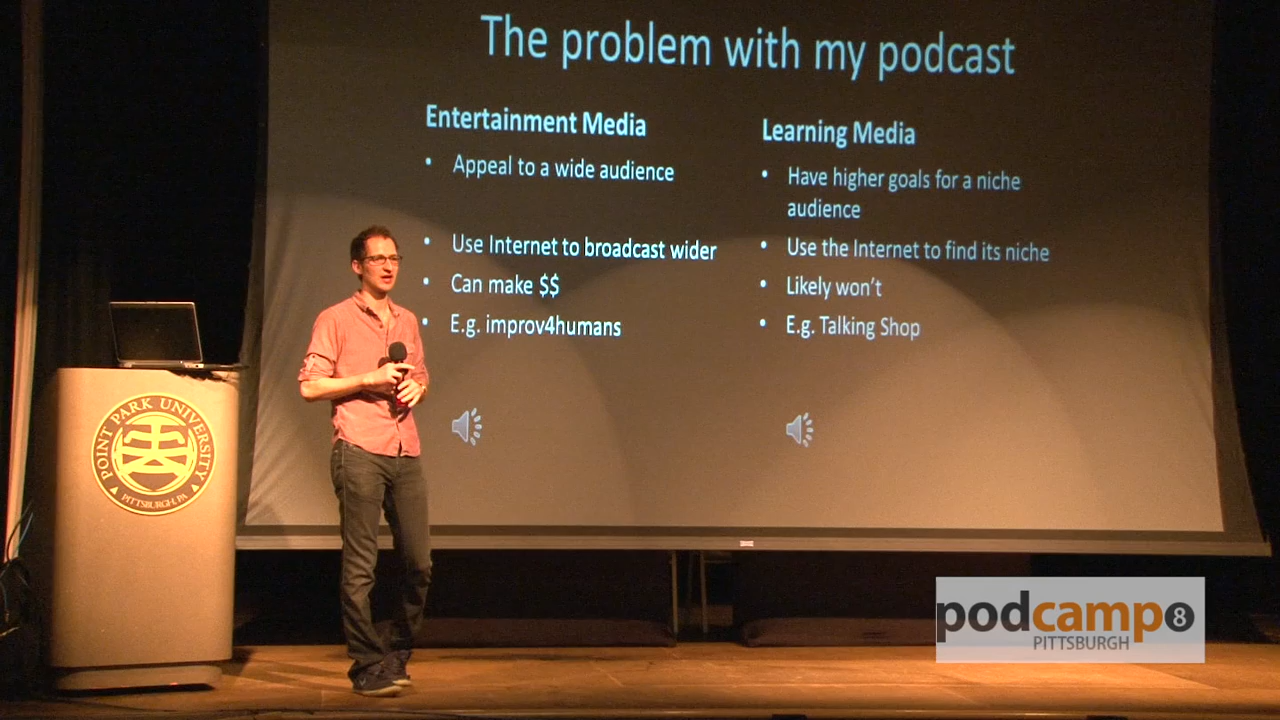 The problem with my podcast
Entertainment Media
• Appeal to a wide audience
• Use Internet to broadcast wider
• Can make $$
• E.g. improv4humans
Learning Media
• Have higher goals for a niche
audience
• Use the Internet to find its niche
• Likely won't
• E.g. Talking Shop
POINT PARK UNIVERSITY
PITTSBURGH, PA
podcamp 8
PITTSBURGH